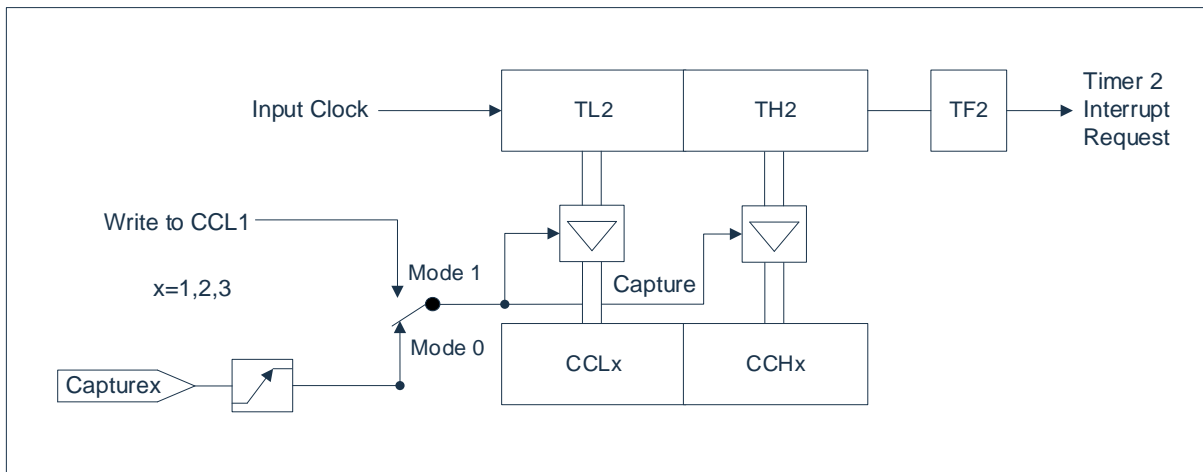 Input Clock
TL2
TH2
TF2
Timer 2
Interrupt
Request
Write to CCL1
x=1,2,3
Mode 1
Capture
Mode 0
Capturex
CCLx
CCHx